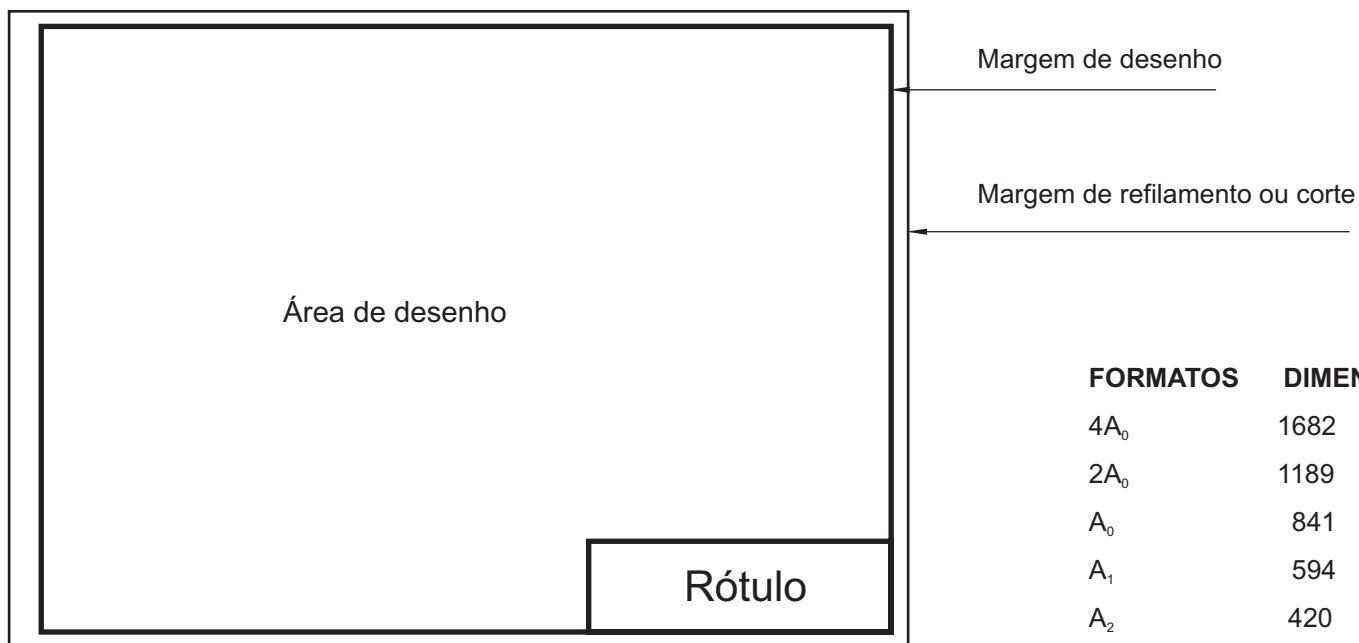 Margem de desenho
Margem de refilamento ou corte
Área de desenho
FORMATOS
4A₀ 1682
2A₀ 1189
A₀ 841
A₁ 594
A₂ 420
Rótulo